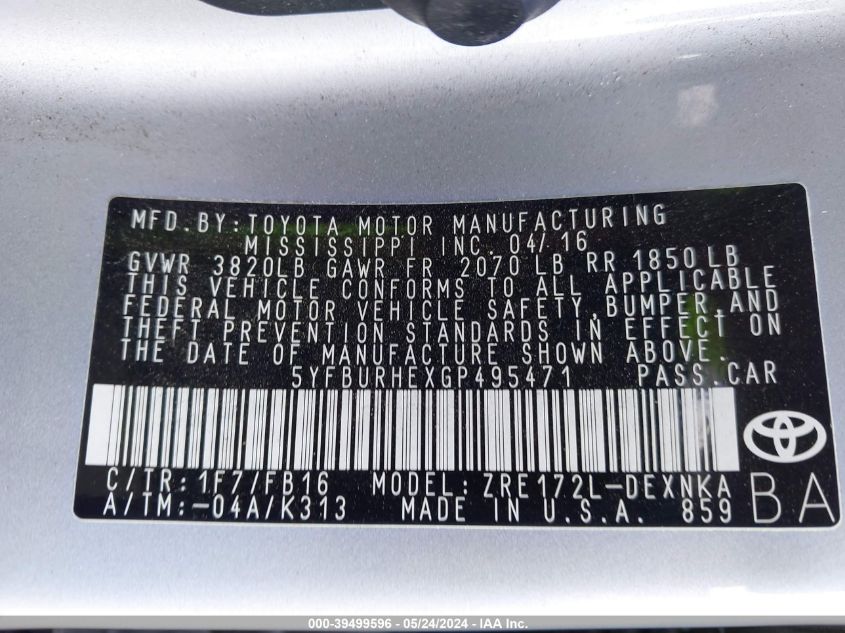 MFD. BY: TOYOTA MOTOR MANUFACTURING
MISSISSIPPI INC. 04/16
GVWR 3820LB GAWR FR 2070 LB RR 1850 LB
THIS VEHICLE CONFORMS TO ALL APPLICABLE
FEDERAL MOTOR VEHICLE SAFETY, BUMPER, AND
THEFT PREVENTION STANDARDS IN EFFECT ON
THE DATE OF MANUFACTURE SHOWN ABOVE.
5YFBURHEXGP495471 PASS. CAR
C/TR: 1F7/FB16 MODEL: ZRE172L-DEXNKA
A/TM: -04A/K313 MADE IN U.S.A. 859
BA
000-39499596 - 05/24/2024 - IAA Inc.